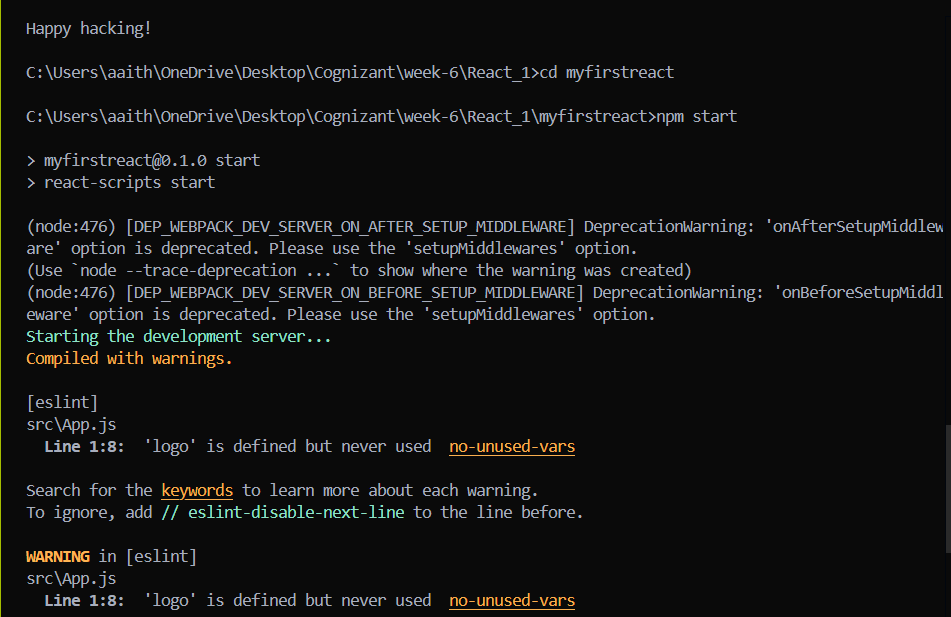 Happy hacking!
C:\Users\aaith\OneDrive\Desktop\Cognizant\week-6\React_1>cd myfirstreact
C:\Users\aaith\OneDrive\Desktop\Cognizant\week-6\React_1\myfirstreact>npm start
> myfirstreact@0.1.0 start
> react-scripts start
(node:476) [DEP_WEBPACK_DEV_SERVER_ON_AFTER_SETUP_MIDDLEWARE] DeprecationWarning: 'onAfterSetupMiddlew
are' option is deprecated. Please use the 'setupMiddlewares' option.
(Use `node --trace-deprecation ...` to show where the warning was created)
(node:476) [DEP_WEBPACK_DEV_SERVER_ON_BEFORE_SETUP_MIDDLEWARE] DeprecationWarning: 'onBeforeSetupMiddl
eware' option is deprecated. Please use the 'setupMiddlewares' option.
Starting the development server...
Compiled with warnings.
[eslint]
src\App.js
  Line 1:8:  'logo' is defined but never used  no-unused-vars
Search for the keywords to learn more about each warning.
To ignore, add // eslint-disable-next-line to the line before.
WARNING in [eslint]
src\App.js
  Line 1:8:  'logo' is defined but never used  no-unused-vars